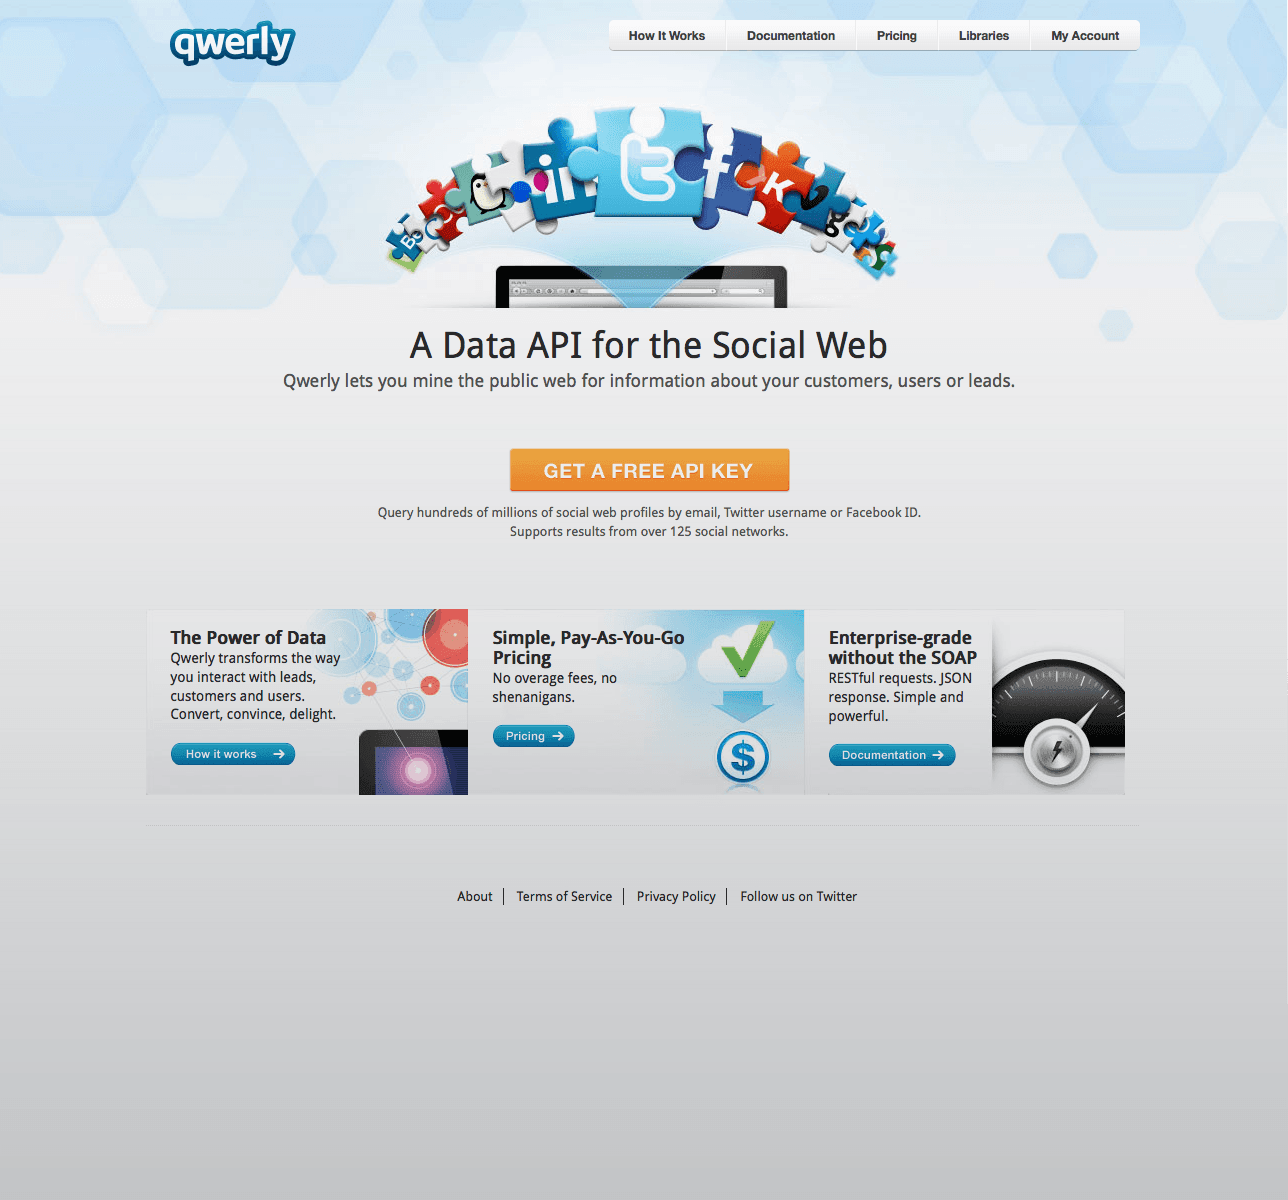 qwerly
How It Works
Documentation
Pricing
Libraries
My Account
in
t
f
A Data API for the Social Web
Qwerly lets you mine the public web for information about your customers, users or leads.
GET A FREE API KEY
Query hundreds of millions of social web profiles by email, Twitter username or Facebook ID.
Supports results from over 125 social networks.
The Power of Data
Qwerly transforms the way
you interact with leads,
customers and users.
Convert, convince, delight.
How it works
Simple, Pay-As-You-Go
Pricing
No overage fees, no
shenanigans.
Pricing
$
Enterprise-grade
without the SOAP
RESTful requests. JSON
response. Simple and
powerful.
Documentation
About
Terms of Service
Privacy Policy
Follow us on Twitter